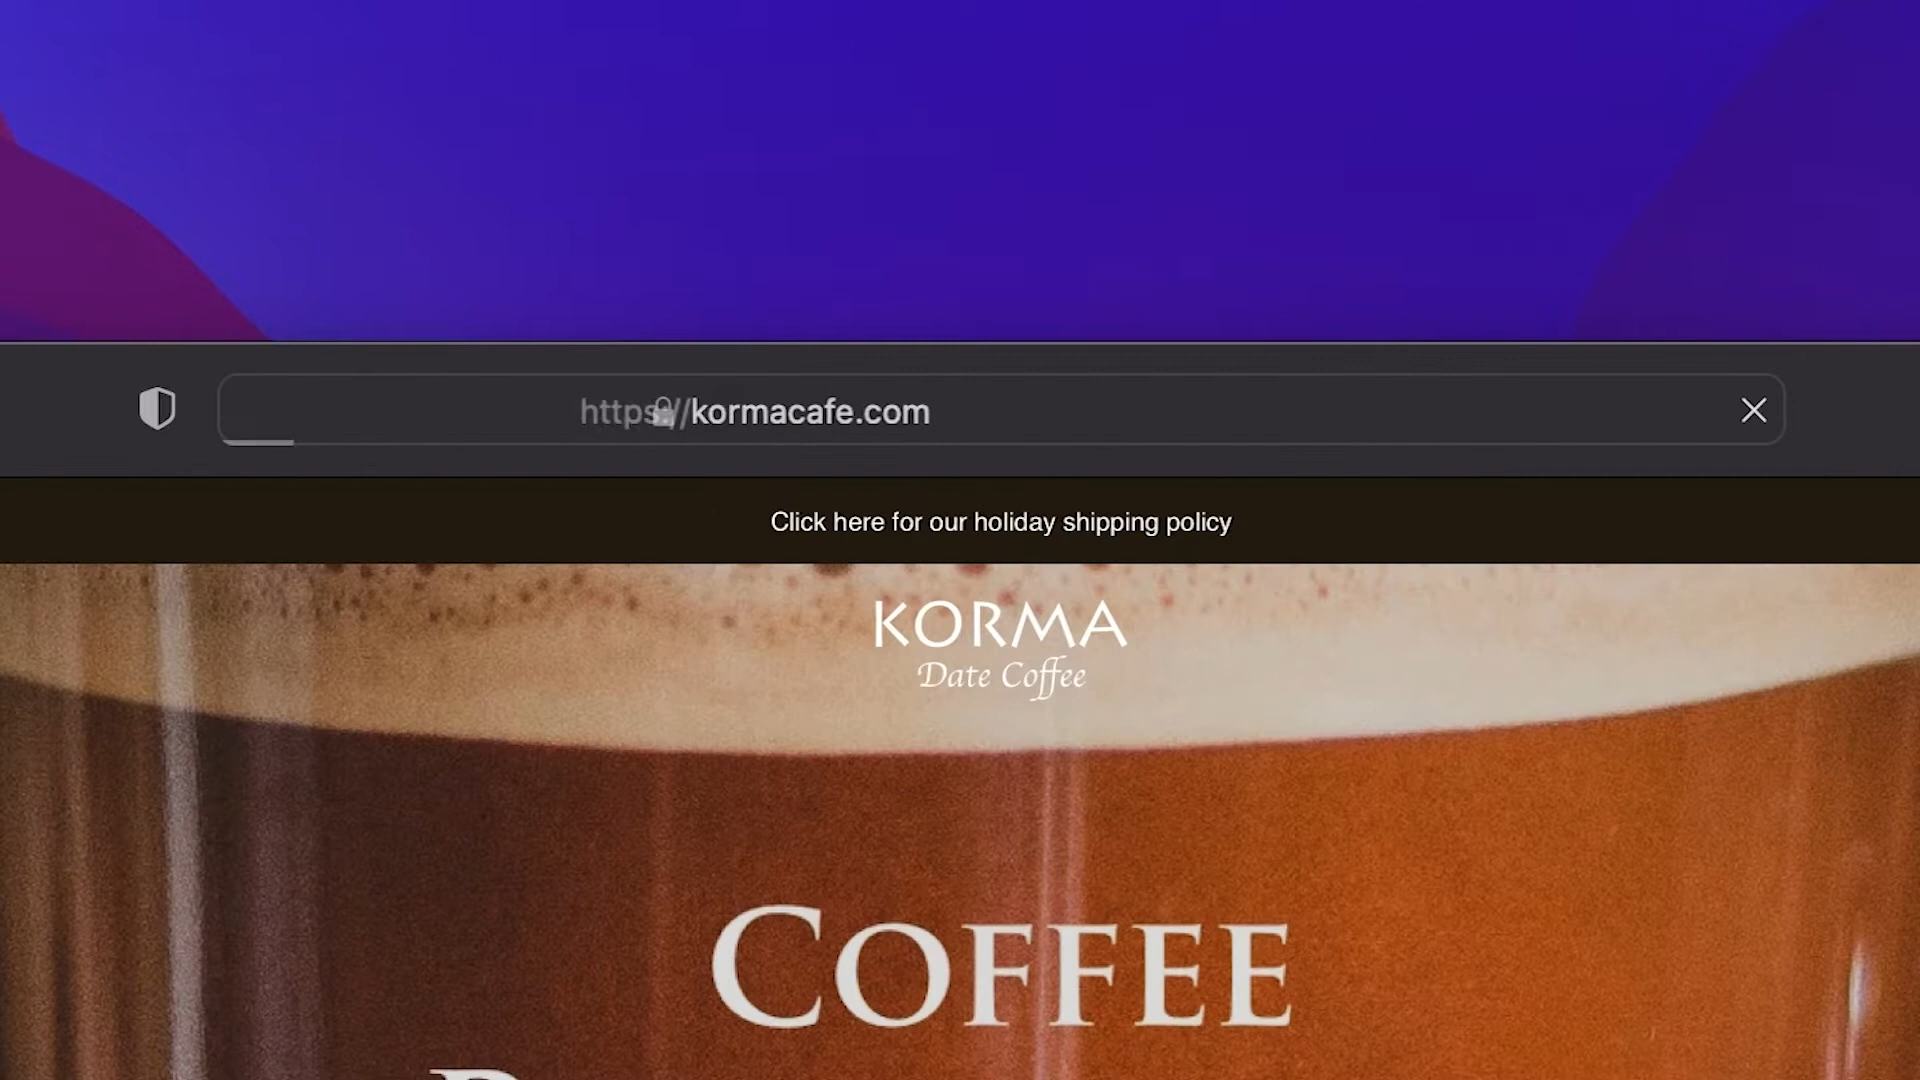 https://kormacafe.com
Click here for our holiday shipping policy
KORMA
Date Coffee
COFFEE